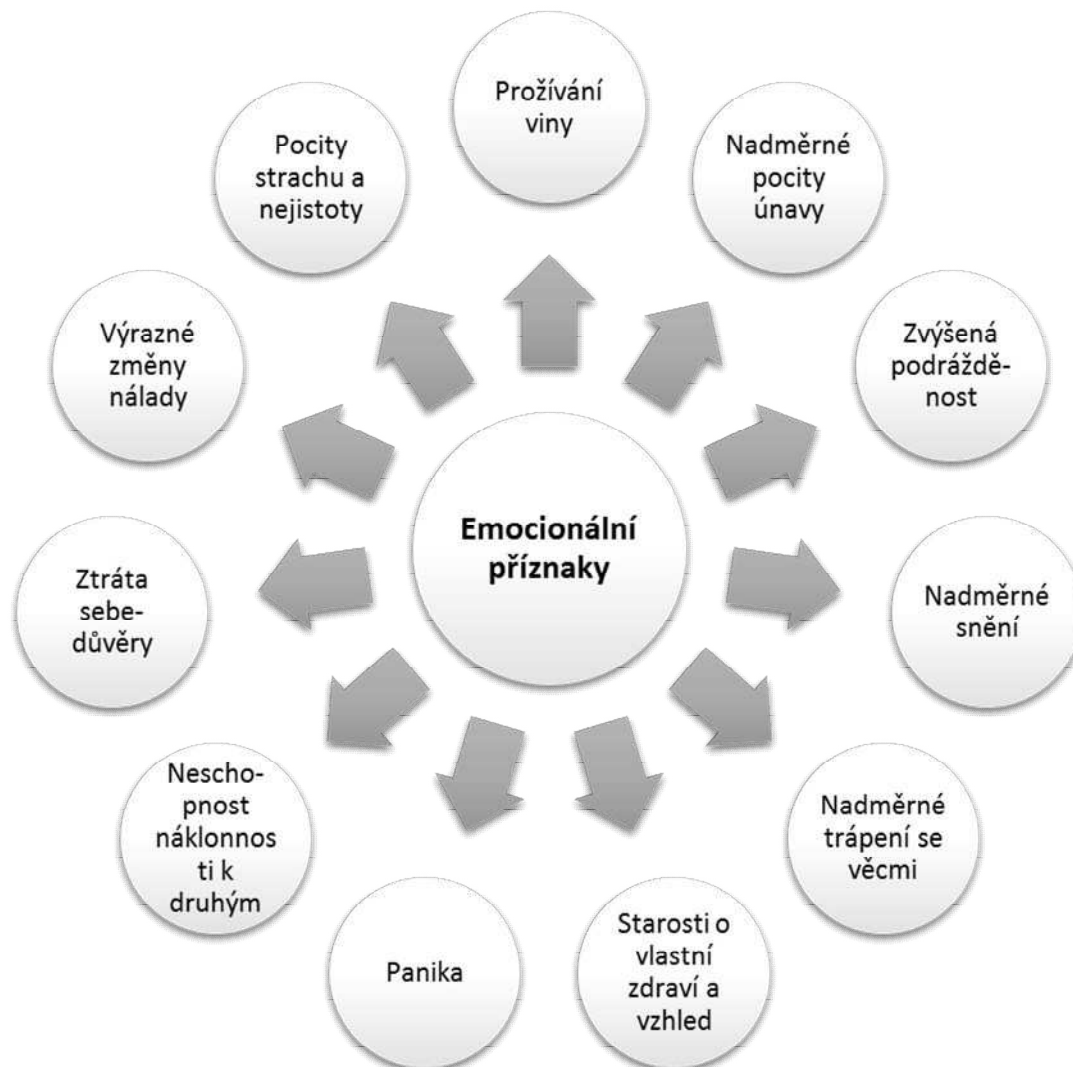 Prožívání
viny
Nadměrné
pocity
únavy
Zvýšená
podráždě-
nost
Nadměrné
snění
Nadměrné
trápení se
věcmi
Starosti o
vlastní
zdraví a
vzhled
Panika
Nescho-
pnost
náklonnos
ti k
druhým
Ztráta
sebe-
důvěry
Výrazné
změny
nálady
Pocity
strachu a
nejistoty
Emocionální
příznaky